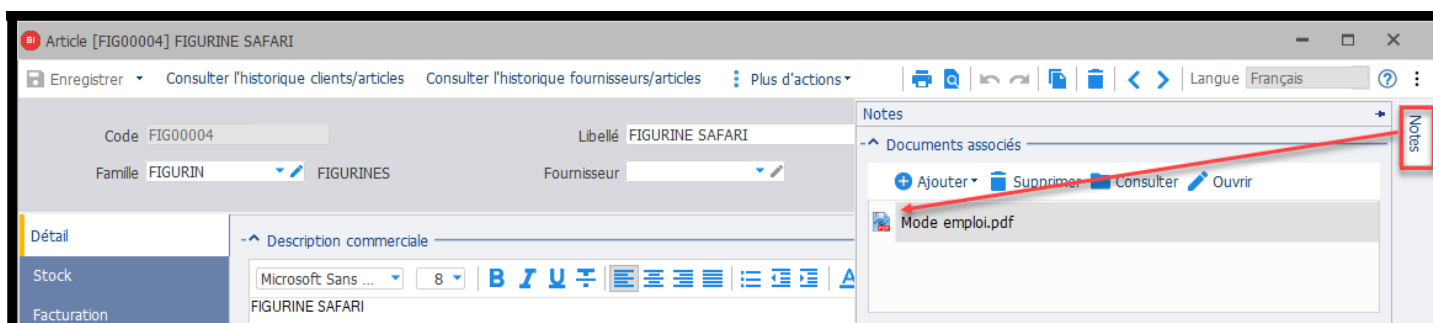 BI Article [FIG00004] FIGURINE SAFARI
Enregistrer Consulter l'historique clients/articles Consulter l'historique fournisseurs/articles Plus d'actions Langue Français ?
Notes
Notes
Code FIG00004 Libellé FIGURINE SAFARI
Documents associés
Famille FIGURIN FIGURINES Fournisseur
Ajouter Supprimer Consulter Ouvrir
Mode emploi.pdf
Détail
Description commerciale
Stock
Microsoft Sans ... 8 B I U T A
FIGURINE SAFARI
Facturation